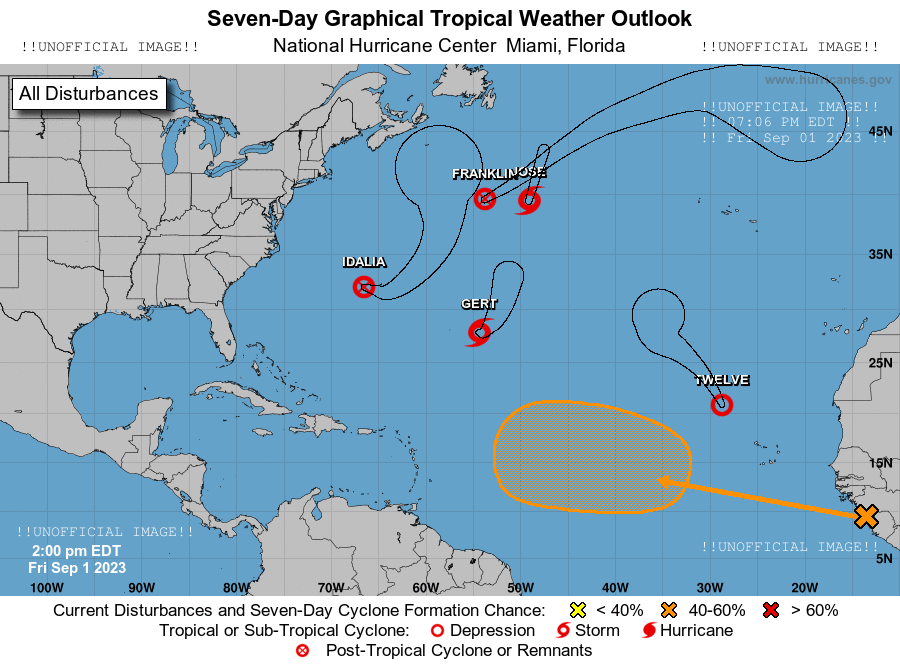 Seven-Day Graphical Tropical Weather Outlook
!!UNOFFICIAL IMAGE!! National Hurricane Center Miami, Florida !!UNOFFICIAL IMAGE!!
www.hurricanes.gov
All Disturbances
!!UNOFFICIAL IMAGE!!
!! 07:06 PM EDT !!
!! Fri Sep 01 2023 !!
45N
FRANKLIN
35N
IDALIA
GERT
25N
TWELVE
15N
!!UNOFFICIAL IMAGE!!
2:00 pm EDT
Fri Sep 1 2023
!!UNOFFICIAL IMAGE!!
5N
100W 90W 80W 70W 60W 50W 40W 30W 20W
Current Disturbances and Seven-Day Cyclone Formation Chance: < 40% 40-60% > 60%
Tropical or Sub-Tropical Cyclone: Depression Storm Hurricane
Post-Tropical Cyclone or Remnants